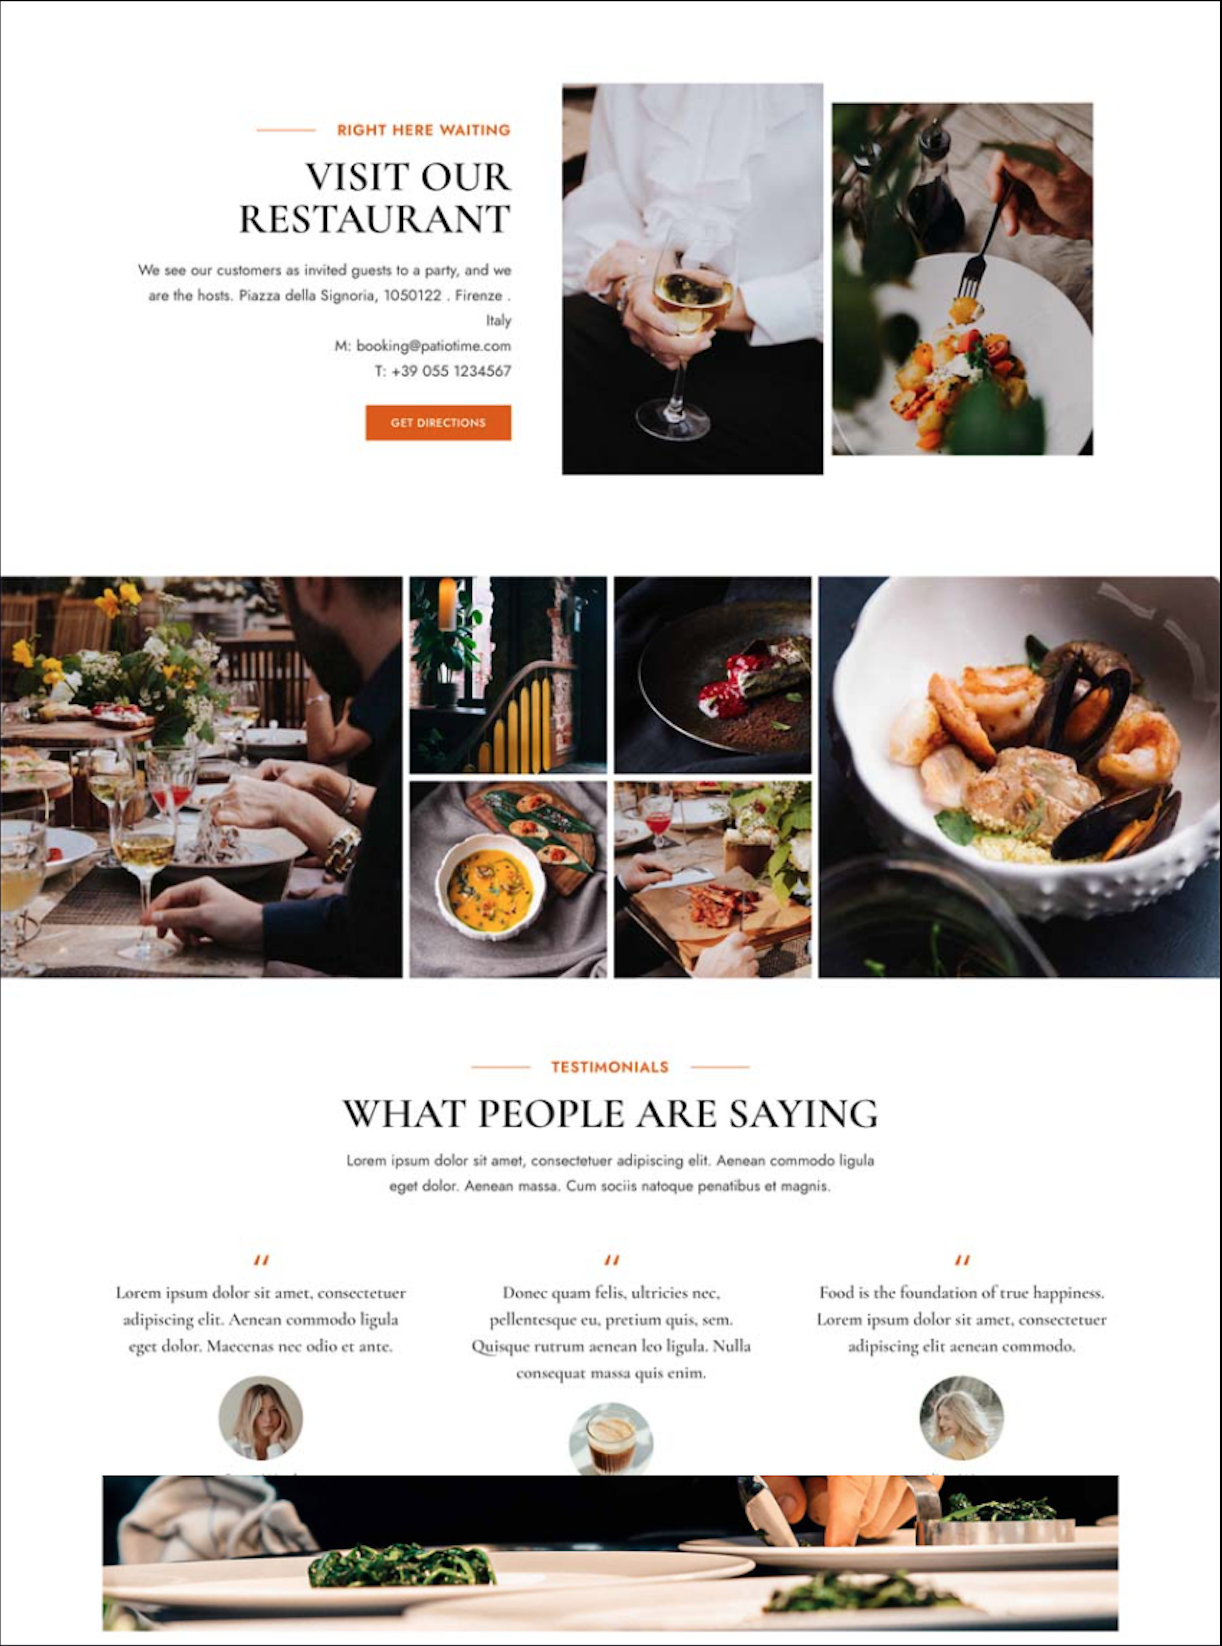 RIGHT HERE WAITING
VISIT OUR
RESTAURANT
We see our customers as invited guests to a party, and we
are the hosts. Piazza della Signoria, 1050122 . Firenze .
Italy
M: booking@patiotime.com
T: +39 055 1234567
GET DIRECTIONS
TESTIMONIALS
WHAT PEOPLE ARE SAYING
Lorem ipsum dolor sit amet, consectetuer adipiscing elit. Aenean commodo ligula
eget dolor. Aenean massa. Cum sociis natoque penatibus et magnis.
“
Lorem ipsum dolor sit amet, consectetuer
adipiscing elit. Aenean commodo ligula
eget dolor. Maecenas nec odio et ante.
“
Donec quam felis, ultricies nec,
pellentesque eu, pretium quis, sem.
Quisque rutrum aenean leo ligula. Nulla
consequat massa quis enim.
“
Food is the foundation of true happiness.
Lorem ipsum dolor sit amet, consectetuer
adipiscing elit aenean commodo.